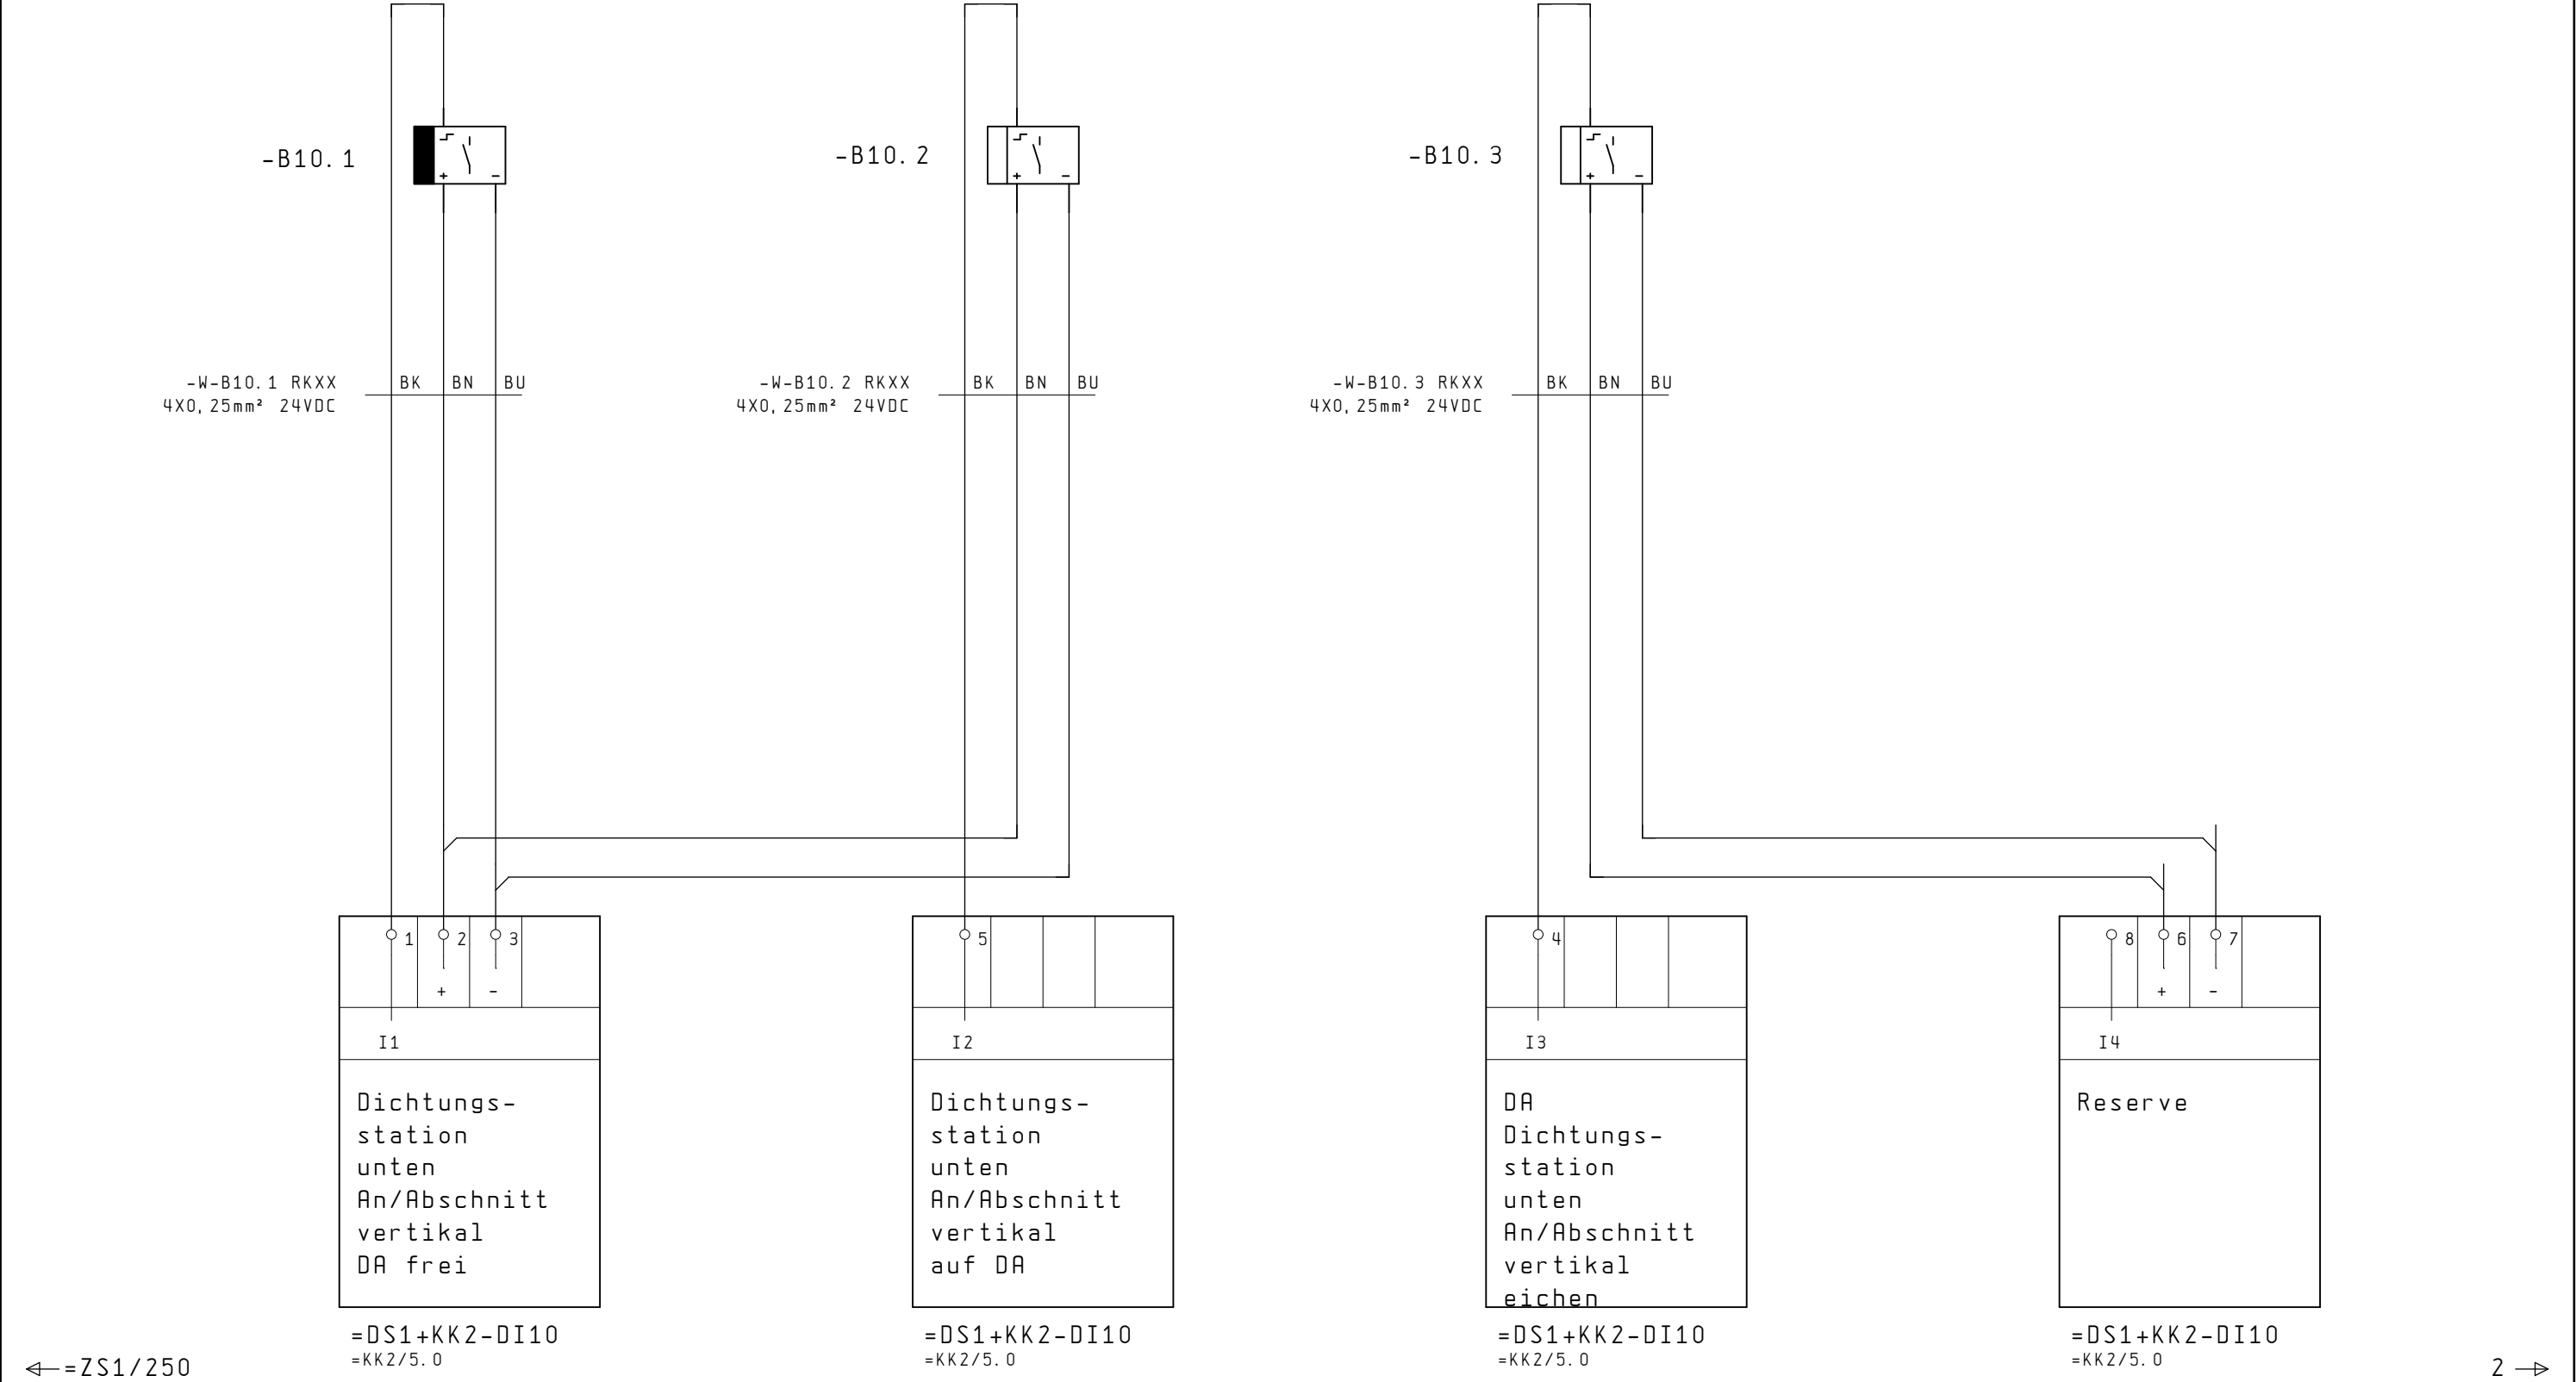 -B10.1
-B10.2
-B10.3
-W-B10.1 RKXX
4X0,25mm² 24VDC
BK BN BU
-W-B10.2 RKXX
4X0,25mm² 24VDC
BK BN BU
-W-B10.3 RKXX
4X0,25mm² 24VDC
BK BN BU
1 2 3
+ -
I1
Dichtungs-
station
unten
An/Abschnitt
vertikal
DA frei
=DS1+KK2-DI10
=KK2/5.0
5
I2
Dichtungs-
station
unten
An/Abschnitt
vertikal
auf DA
=DS1+KK2-DI10
=KK2/5.0
4
I3
DA
Dichtungs-
station
unten
An/Abschnitt
vertikal
eichen
=DS1+KK2-DI10
=KK2/5.0
8 6 7
+ -
I4
Reserve
=DS1+KK2-DI10
=KK2/5.0
=ZS1/250
2